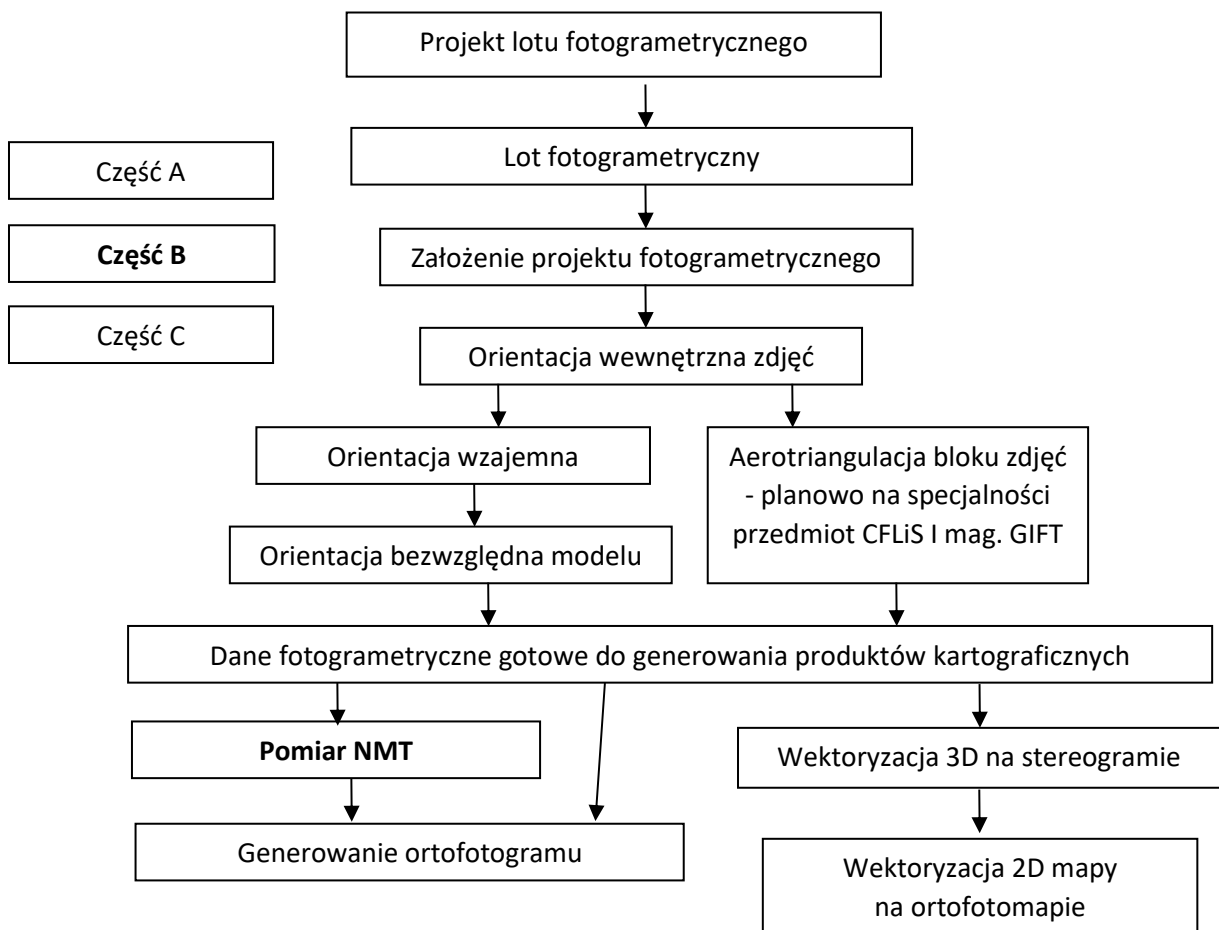 Projekt lotu fotogrametrycznego
Lot fotogrametryczny
Część A
Część B
Założenie projektu fotogrametrycznego
Część C
Orientacja wewnętrzna zdjęć
Orientacja wzajemna
Aerotriangulacja bloku zdjęć
- planowo na specjalności
przedmiot CFLiS I mag. GIFT
Orientacja bezwzględna modelu
Dane fotogrametryczne gotowe do generowania produktów kartograficznych
Pomiar NMT
Wektoryzacja 3D na stereogramie
Generowanie ortofotogramu
Wektoryzacja 2D mapy
na ortofotomapie